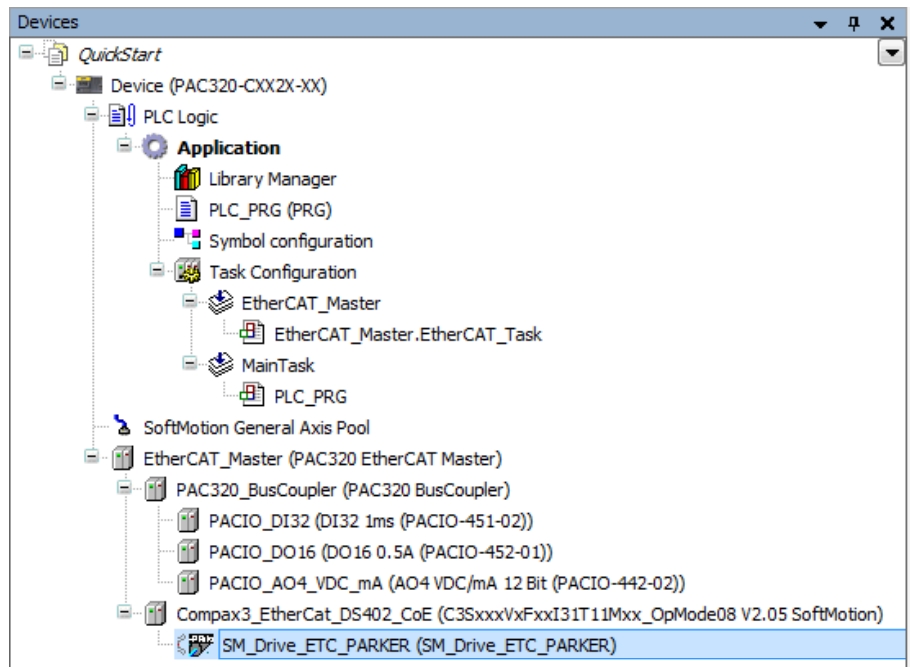 Devices
QuickStart
Device (PAC320-CXX2X-XX)
PLC Logic
Application
Library Manager
PLC_PRG (PRG)
Symbol configuration
Task Configuration
EtherCAT_Master
EtherCAT_Master.EtherCAT_Task
MainTask
PLC_PRG
SoftMotion General Axis Pool
EtherCAT_Master (PAC320 EtherCAT Master)
PAC320_BusCoupler (PAC320 BusCoupler)
PACIO_DI32 (DI32 1ms (PACIO-451-02))
PACIO_DO16 (DO16 0.5A (PACIO-452-01))
PACIO_AO4_VDC_mA (AO4 VDC/mA 12 Bit (PACIO-442-02))
Compax3_EtherCat_DS402_CoE (C3SxxxVxFxxI31T11Mxx_OpMode08 V2.05 SoftMotion)
SM_Drive_ETC_PARKER (SM_Drive_ETC_PARKER)